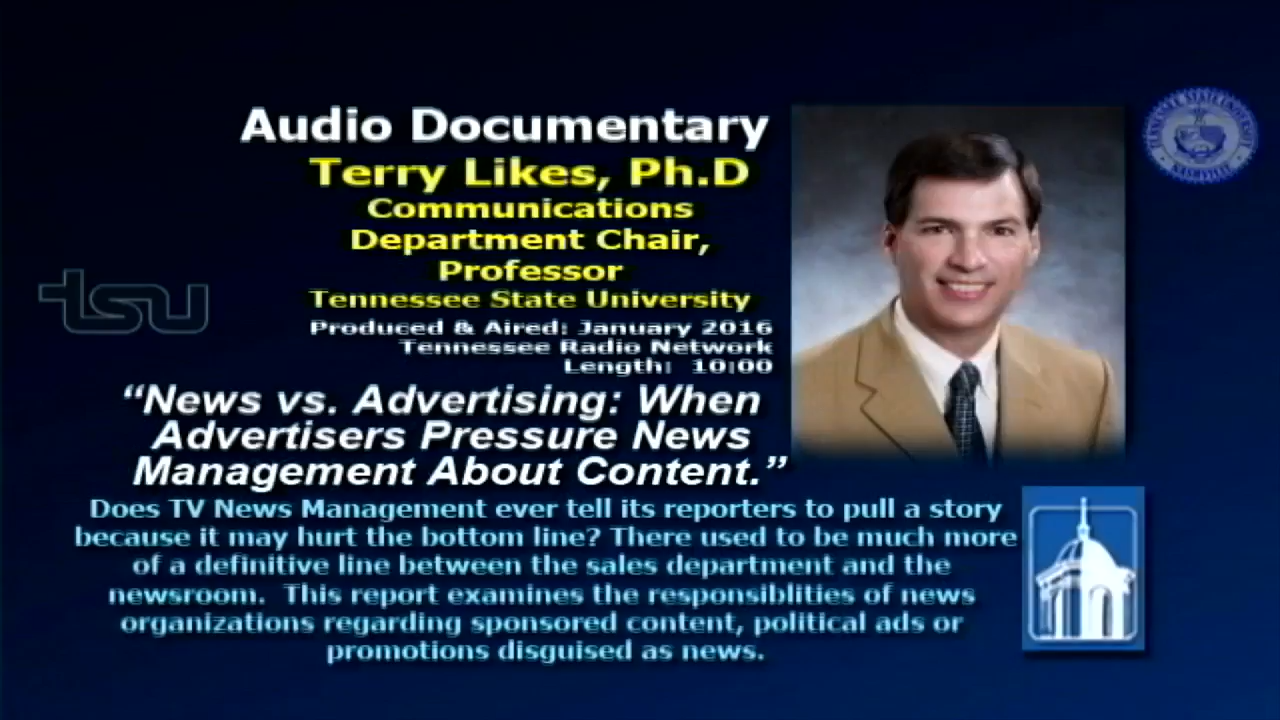 Audio Documentary
Terry Likes, Ph.D
Communications
Department Chair,
Professor
Tennessee State University
Produced & Aired: January 2016
Tennessee Radio Network
Length: 10:00
“News vs. Advertising: When
Advertisers Pressure News
Management About Content.”
Does TV News Management ever tell its reporters to pull a story
because it may hurt the bottom line? There used to be much more
of a definitive line between the sales department and the
newsroom. This report examines the responsiblities of news
organizations regarding sponsored content, political ads or
promotions disguised as news.
tsu
TENNESSEE STATE UNIVERSITY
NASHVILLE